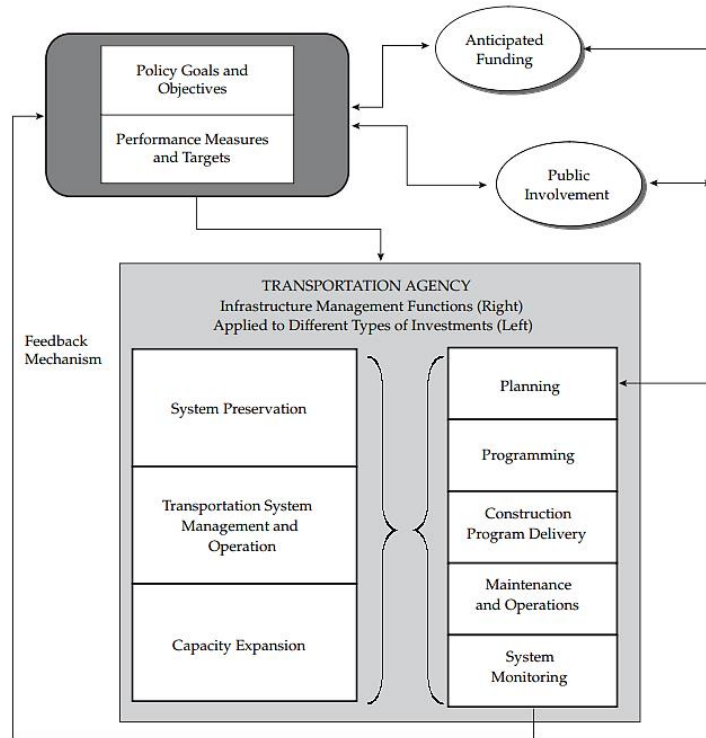 Policy Goals and
Objectives
Performance Measures
and Targets
Anticipated
Funding
Public
Involvement
TRANSPORTATION AGENCY
Infrastructure Management Functions (Right)
Applied to Different Types of Investments (Left)
Feedback
Mechanism
System Preservation
Transportation System
Management and
Operation
Capacity Expansion
Planning
Programming
Construction
Program Delivery
Maintenance
and Operations
System
Monitoring